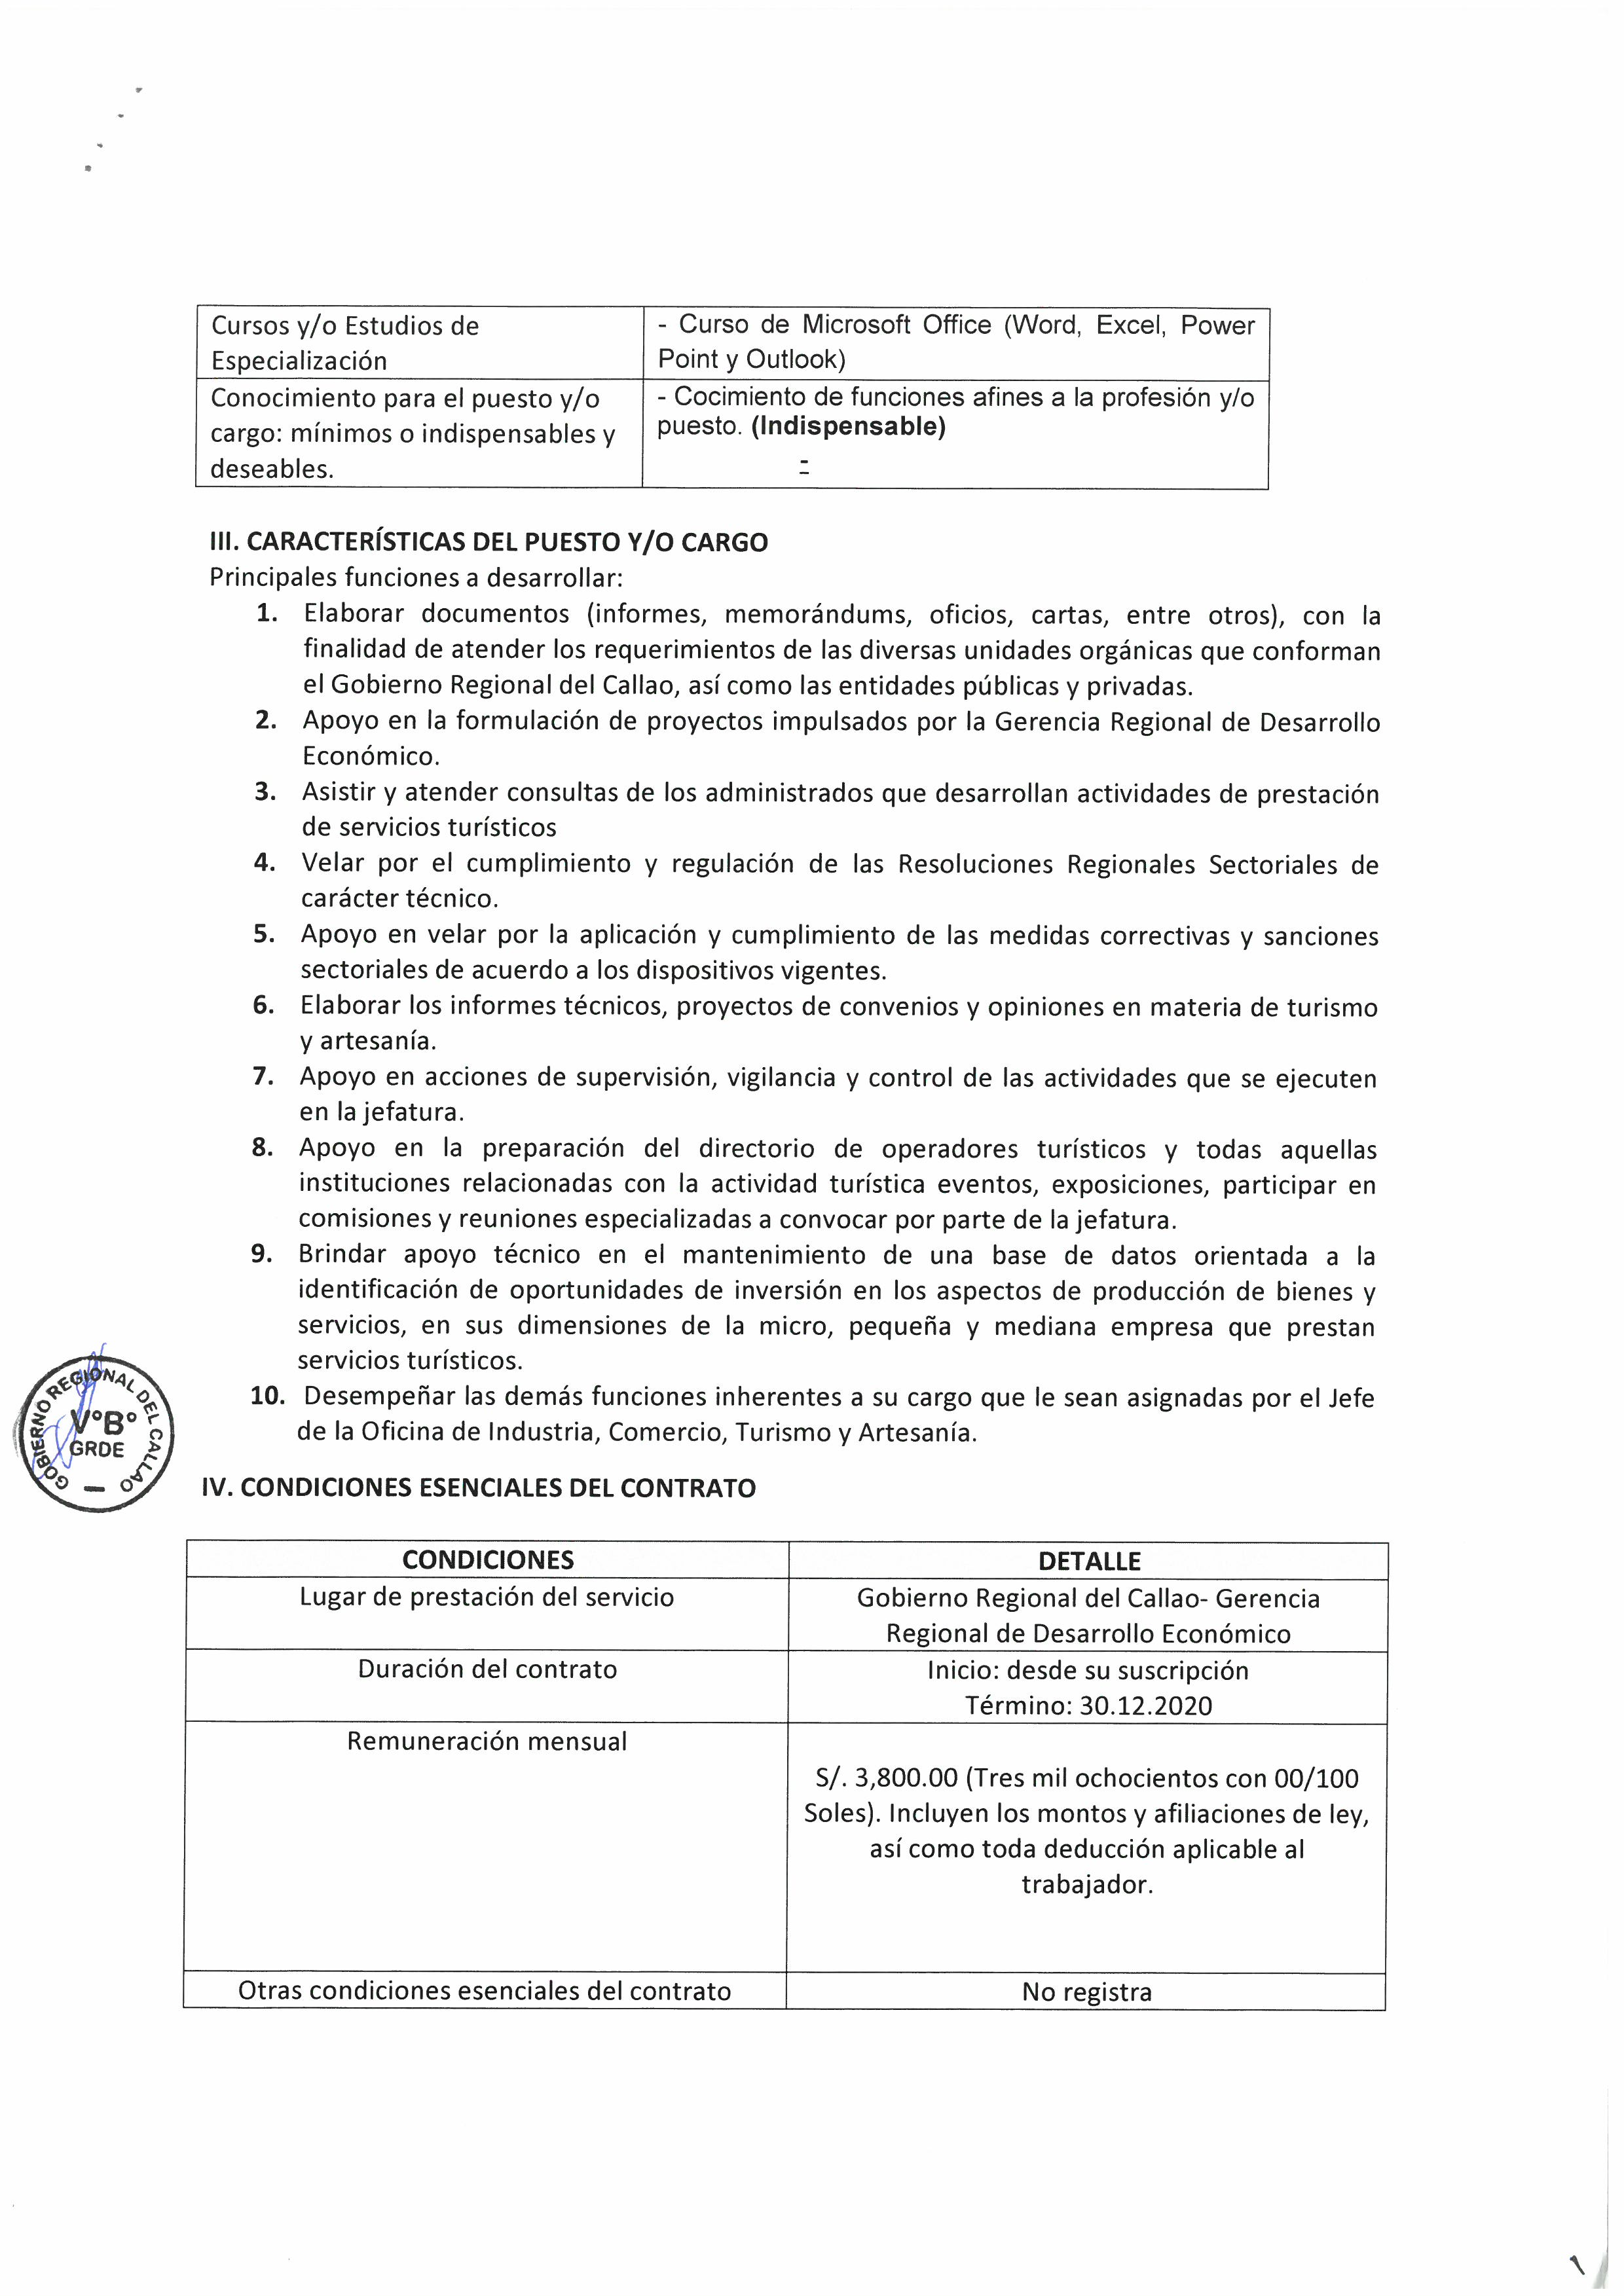 Cursos y/o Estudios de
Especialización
- Curso de Microsoft Office (Word, Excel, Power
Point y Outlook)
Conocimiento para el puesto y/o
cargo: mínimos o indispensables y
deseables.
- Cocimiento de funciones afines a la profesión y/o
puesto. (Indispensable)
-
III. CARACTERÍSTICAS DEL PUESTO Y/O CARGO
Principales funciones a desarrollar:
1. Elaborar documentos (informes, memorándums, oficios, cartas, entre otros), con la
finalidad de atender los requerimientos de las diversas unidades orgánicas que conforman
el Gobierno Regional del Callao, así como las entidades públicas y privadas.
2. Apoyo en la formulación de proyectos impulsados por la Gerencia Regional de Desarrollo
Económico.
3. Asistir y atender consultas de los administrados que desarrollan actividades de prestación
de servicios turísticos
4. Velar por el cumplimiento y regulación de las Resoluciones Regionales Sectoriales de
carácter técnico.
5. Apoyo en velar por la aplicación y cumplimiento de las medidas correctivas y sanciones
sectoriales de acuerdo a los dispositivos vigentes.
6. Elaborar los informes técnicos, proyectos de convenios y opiniones en materia de turismo
y artesanía.
7. Apoyo en acciones de supervisión, vigilancia y control de las actividades que se ejecuten
en la jefatura.
8. Apoyo en la preparación del directorio de operadores turísticos y todas aquellas
instituciones relacionadas con la actividad turística eventos, exposiciones, participar en
comisiones y reuniones especializadas a convocar por parte de la jefatura.
9. Brindar apoyo técnico en el mantenimiento de una base de datos orientada a la
identificación de oportunidades de inversión en los aspectos de producción de bienes y
servicios, en sus dimensiones de la micro, pequeña y mediana empresa que prestan
servicios turísticos.
10. Desempeñar las demás funciones inherentes a su cargo que le sean asignadas por el Jefe
de la Oficina de Industria, Comercio, Turismo y Artesanía.
GOBIERNO REGIONAL DEL CALLAO
V°B°
GRDE
IV. CONDICIONES ESENCIALES DEL CONTRATO
CONDICIONES
DETALLE
Lugar de prestación del servicio
Gobierno Regional del Callao- Gerencia
Regional de Desarrollo Económico
Duración del contrato
Inicio: desde su suscripción
Término: 30.12.2020
Remuneración mensual
S/. 3,800.00 (Tres mil ochocientos con 00/100
Soles). Incluyen los montos y afiliaciones de ley,
así como toda deducción aplicable al
trabajador.
Otras condiciones esenciales del contrato
No registra